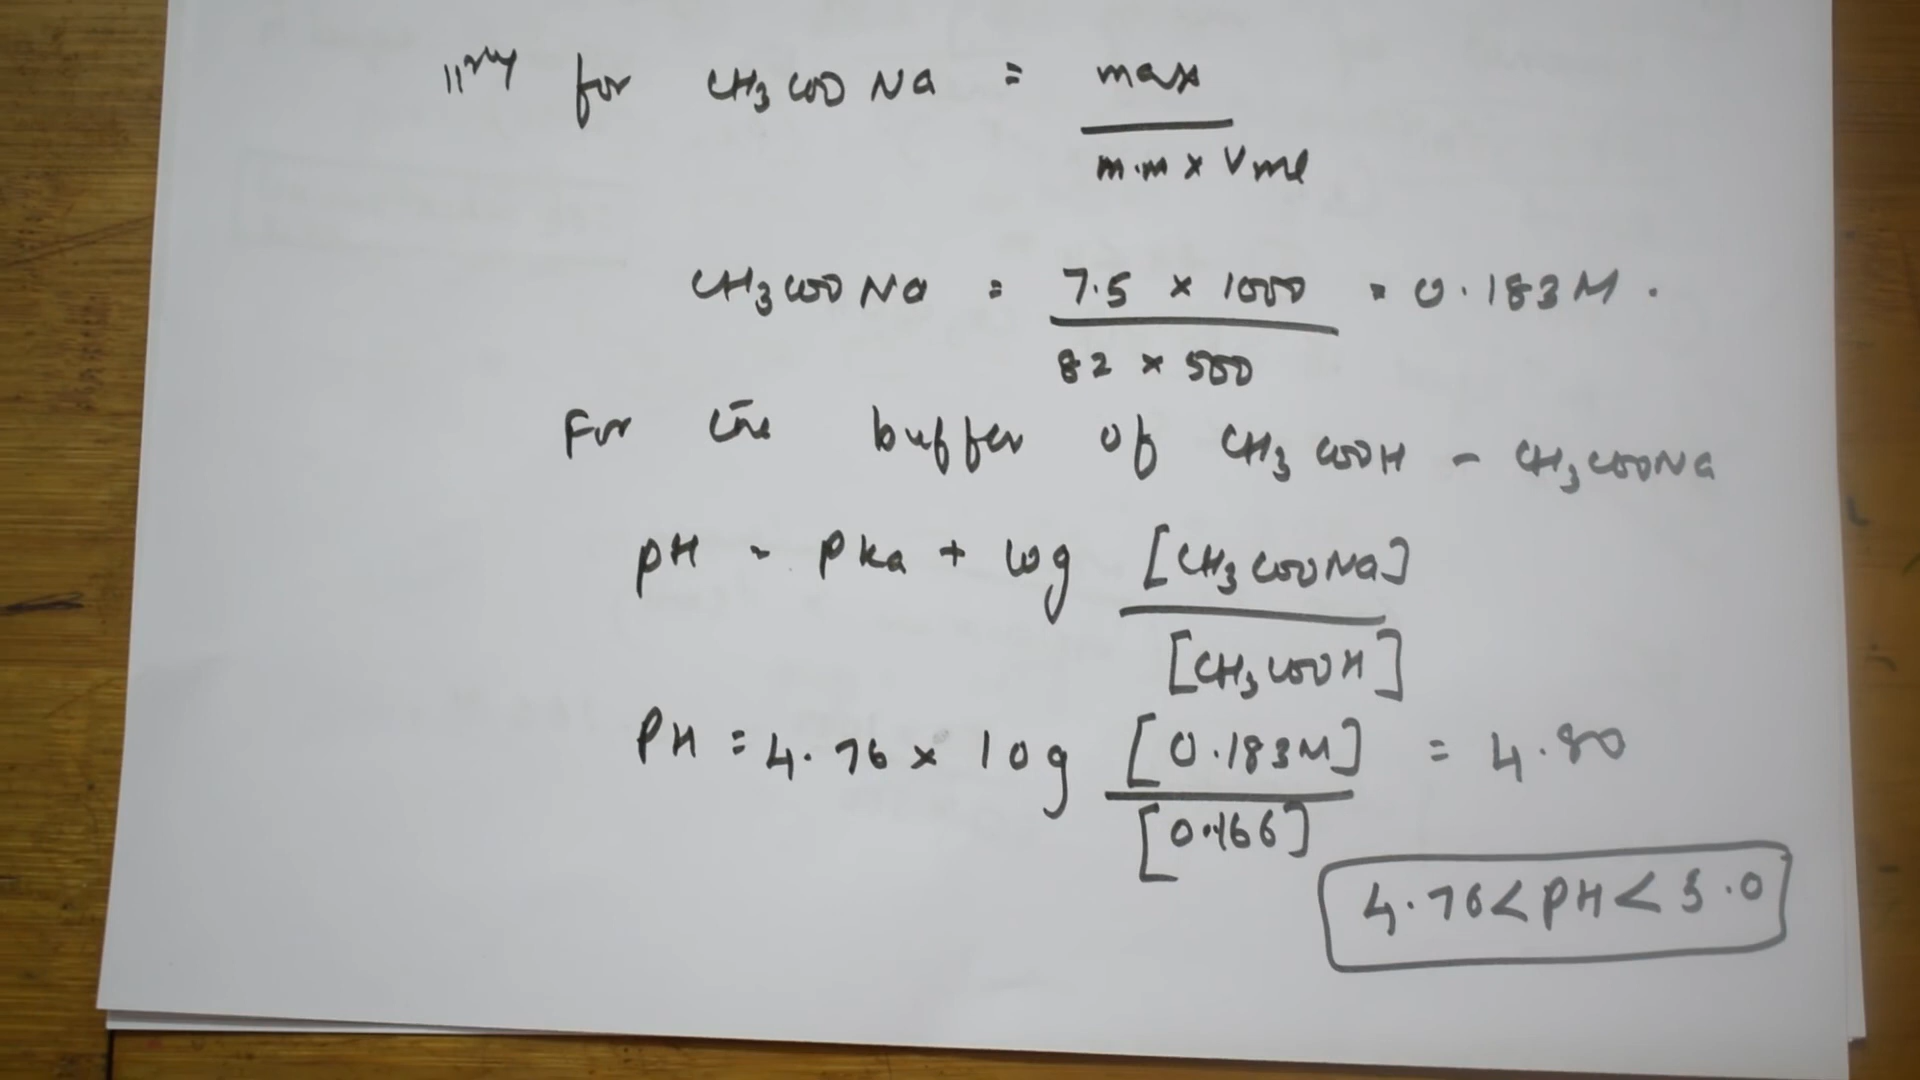 llrly for CH3COONa = mass
m.m x Vml
CH3COONa = 7.5 x 1000 = 0.183M.
82 x 500
For the buffer of CH3COOH - CH3COONa
pH = Pka + log [CH3COONa]
[CH3COOH]
PH = 4.76 x log [0.183M] = 4.80
[0.166]
4.76 < PH < 5.0